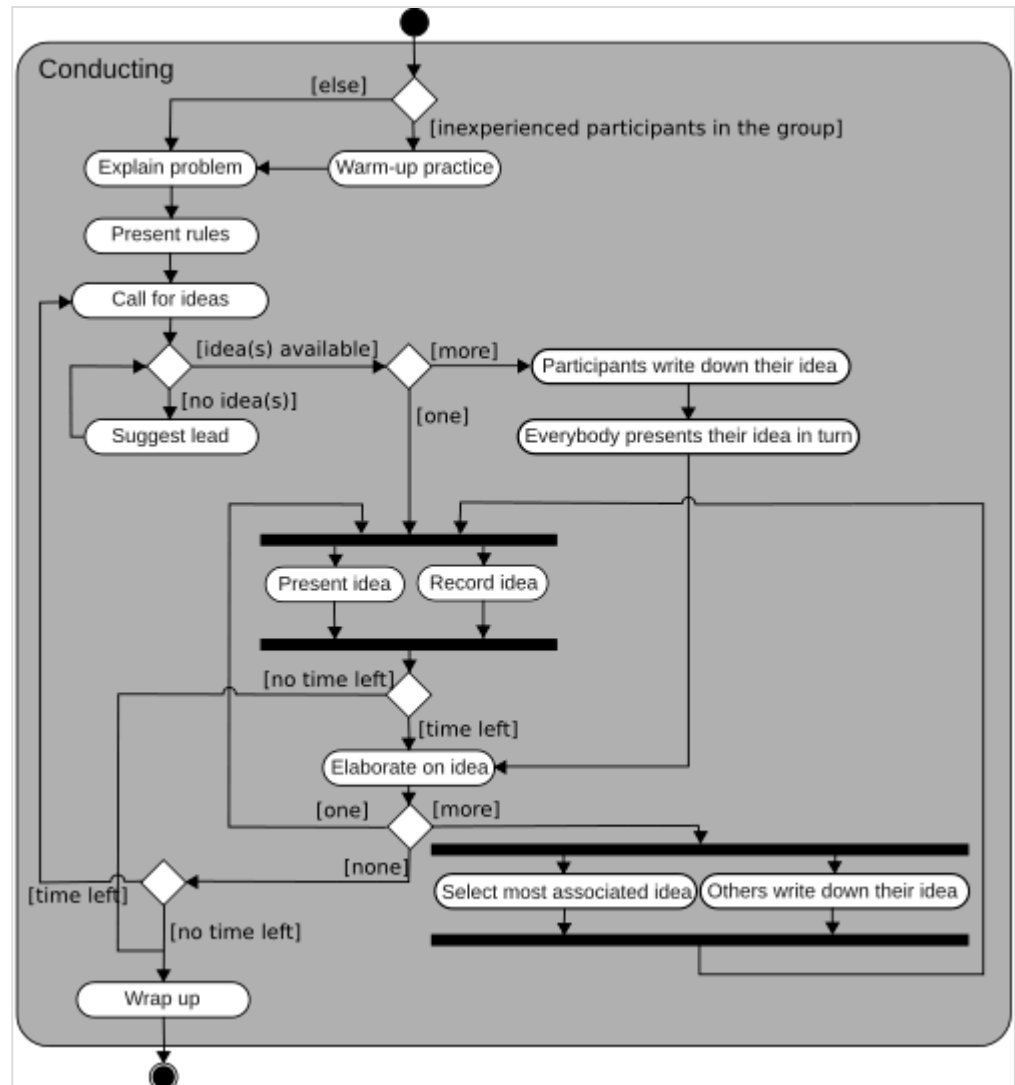 Conducting
[else]
[inexperienced participants in the group]
Explain problem
Warm-up practice
Present rules
Call for ideas
[idea(s) available]
[more]
Participants write down their idea
[no idea(s)]
[one]
Suggest lead
Everybody presents their idea in turn
Present idea
Record idea
[no time left]
[time left]
Elaborate on idea
[one]
[more]
[none]
[time left]
Select most associated idea
Others write down their idea
[no time left]
Wrap up